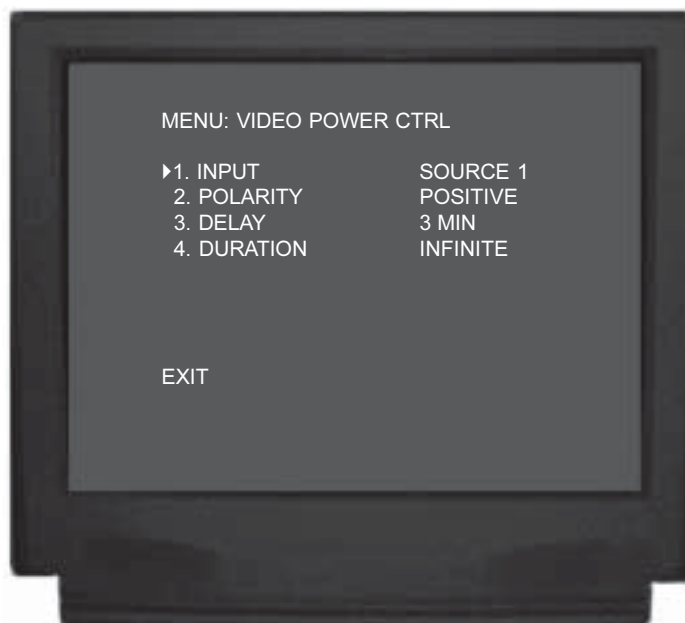 MENU: VIDEO POWER CTRL
1. INPUT SOURCE 1
2. POLARITY POSITIVE
3. DELAY 3 MIN
4. DURATION INFINITE
EXIT